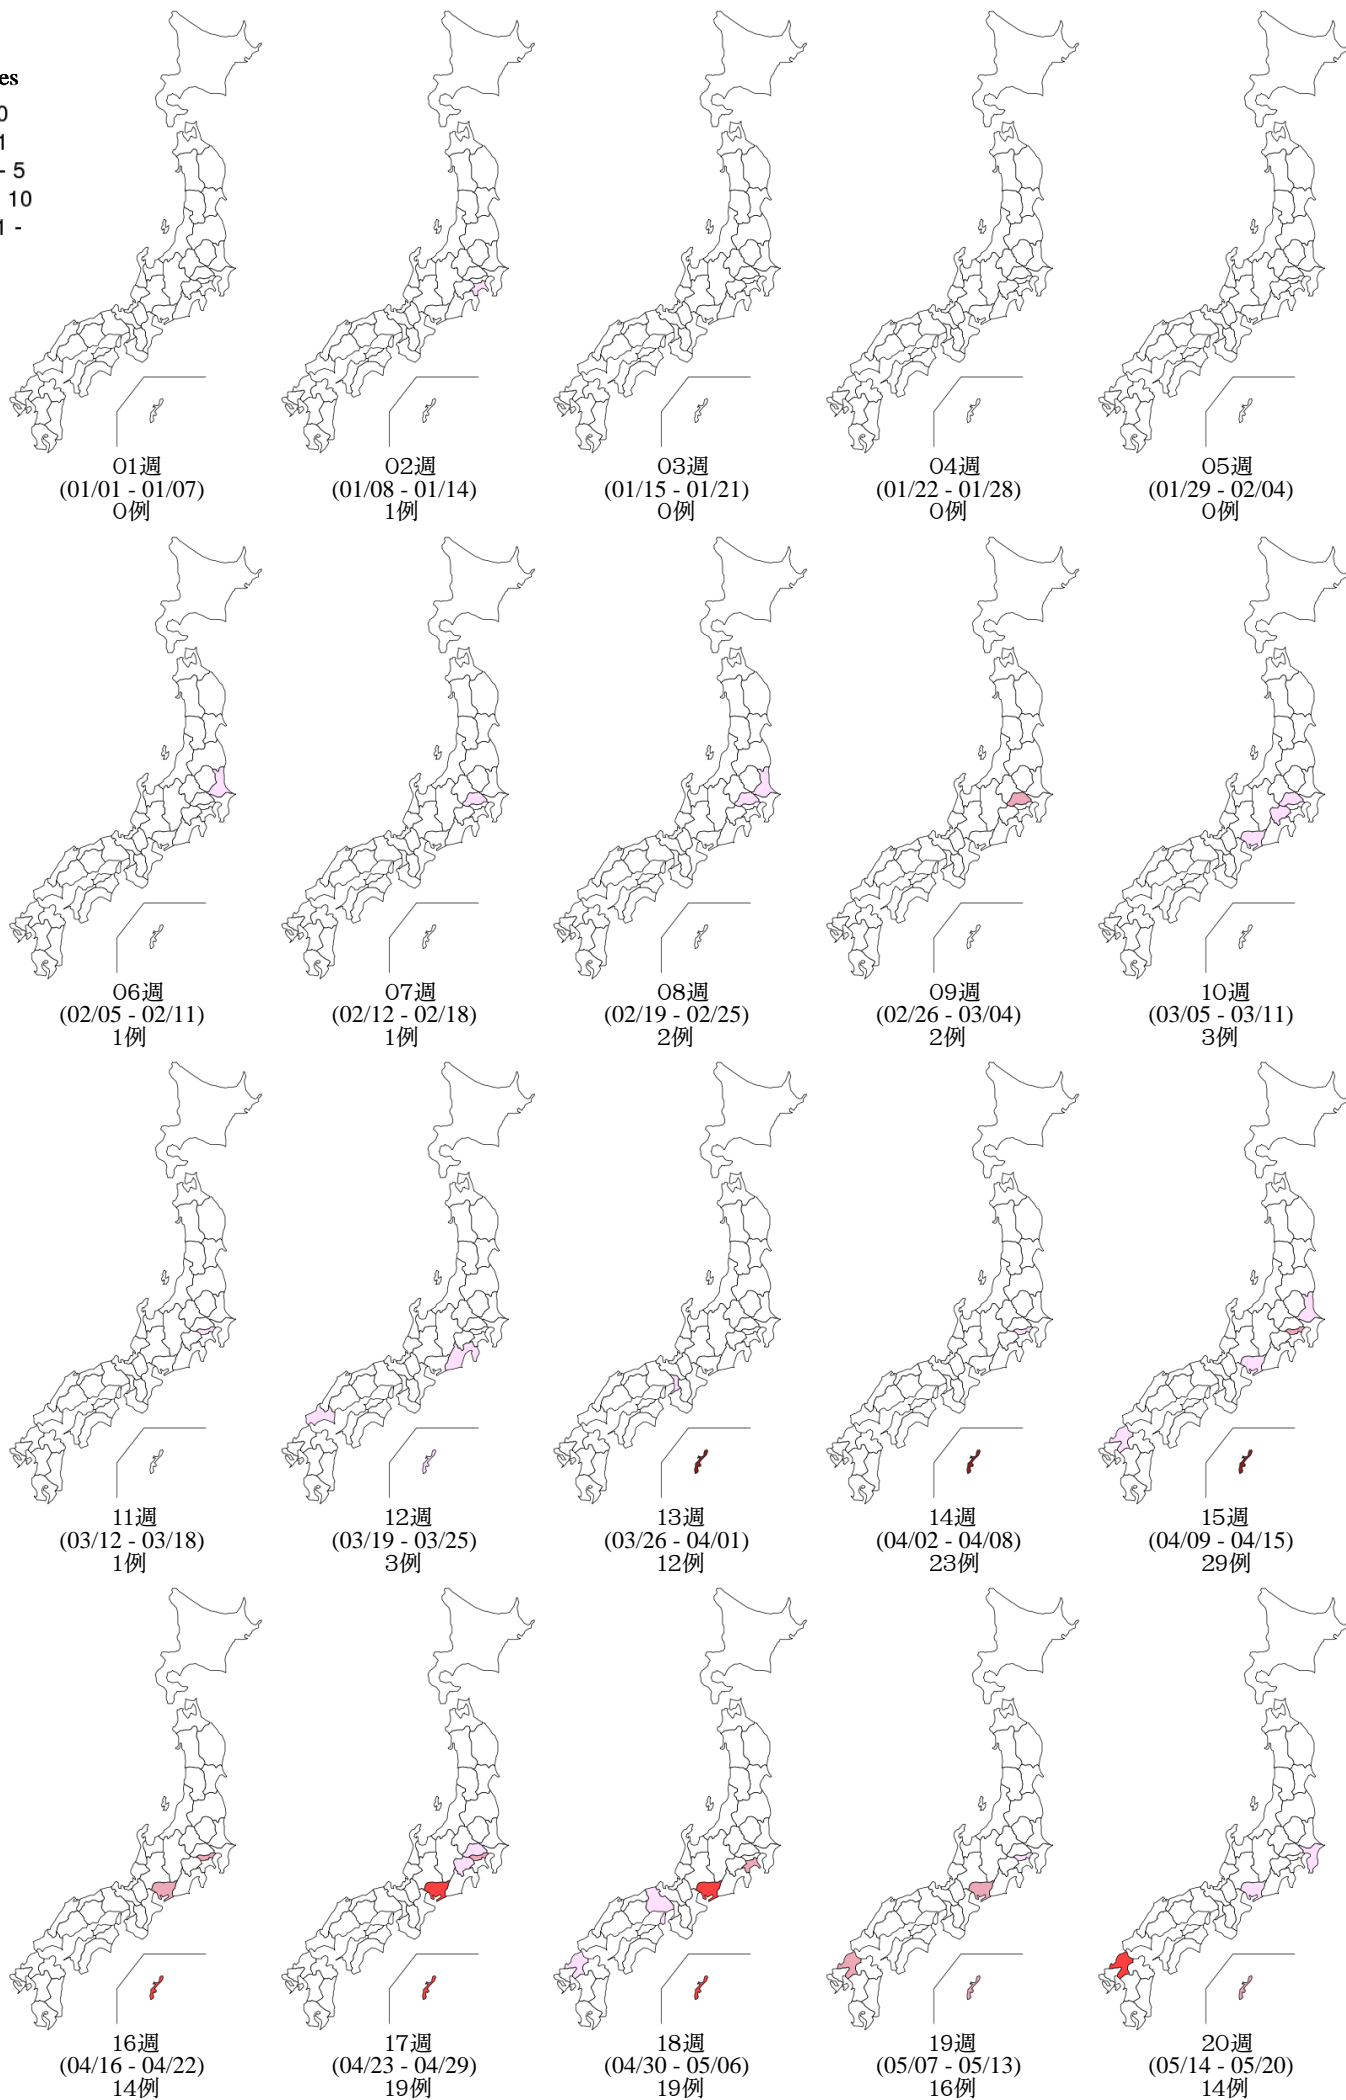 es
0
1
- 5
10
1 -
01週
(01/01 - 01/07)
0例
02週
(01/08 - 01/14)
1例
03週
(01/15 - 01/21)
0例
04週
(01/22 - 01/28)
0例
05週
(01/29 - 02/04)
0例
06週
(02/05 - 02/11)
1例
07週
(02/12 - 02/18)
1例
08週
(02/19 - 02/25)
2例
09週
(02/26 - 03/04)
2例
10週
(03/05 - 03/11)
3例
11週
(03/12 - 03/18)
1例
12週
(03/19 - 03/25)
3例
13週
(03/26 - 04/01)
12例
14週
(04/02 - 04/08)
23例
15週
(04/09 - 04/15)
29例
16週
(04/16 - 04/22)
14例
17週
(04/23 - 04/29)
19例
18週
(04/30 - 05/06)
19例
19週
(05/07 - 05/13)
16例
20週
(05/14 - 05/20)
14例